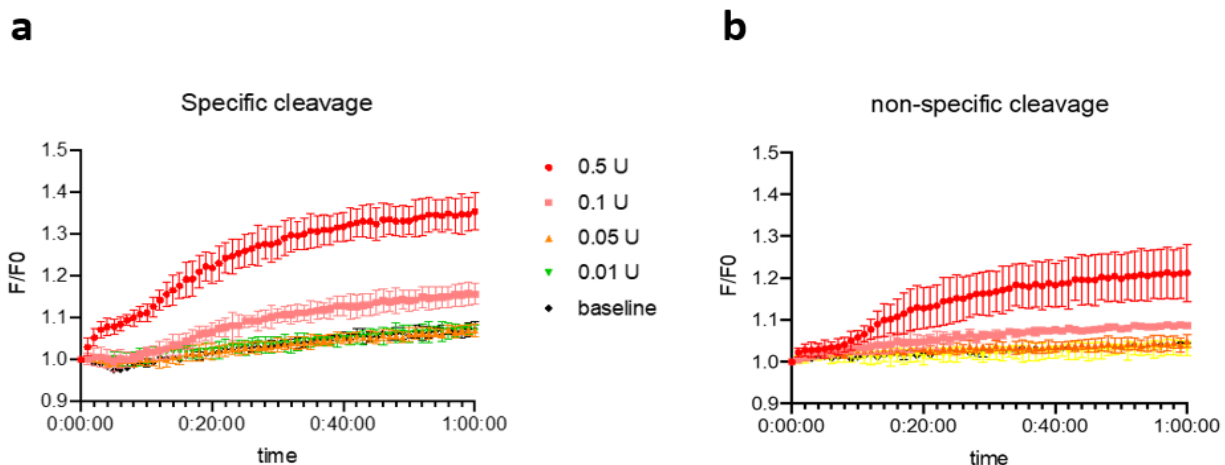 a
Specific cleavage
F/F0
1.5
1.4
1.3
1.2
1.1
1.0
0.9
0:00:00 0:20:00 0:40:00 1:00:00
time
0.5 U
0.1 U
0.05 U
0.01 U
baseline
b
non-specific cleavage
F/F0
1.5
1.4
1.3
1.2
1.1
1.0
0.9
0:00:00 0:20:00 0:40:00 1:00:00
time